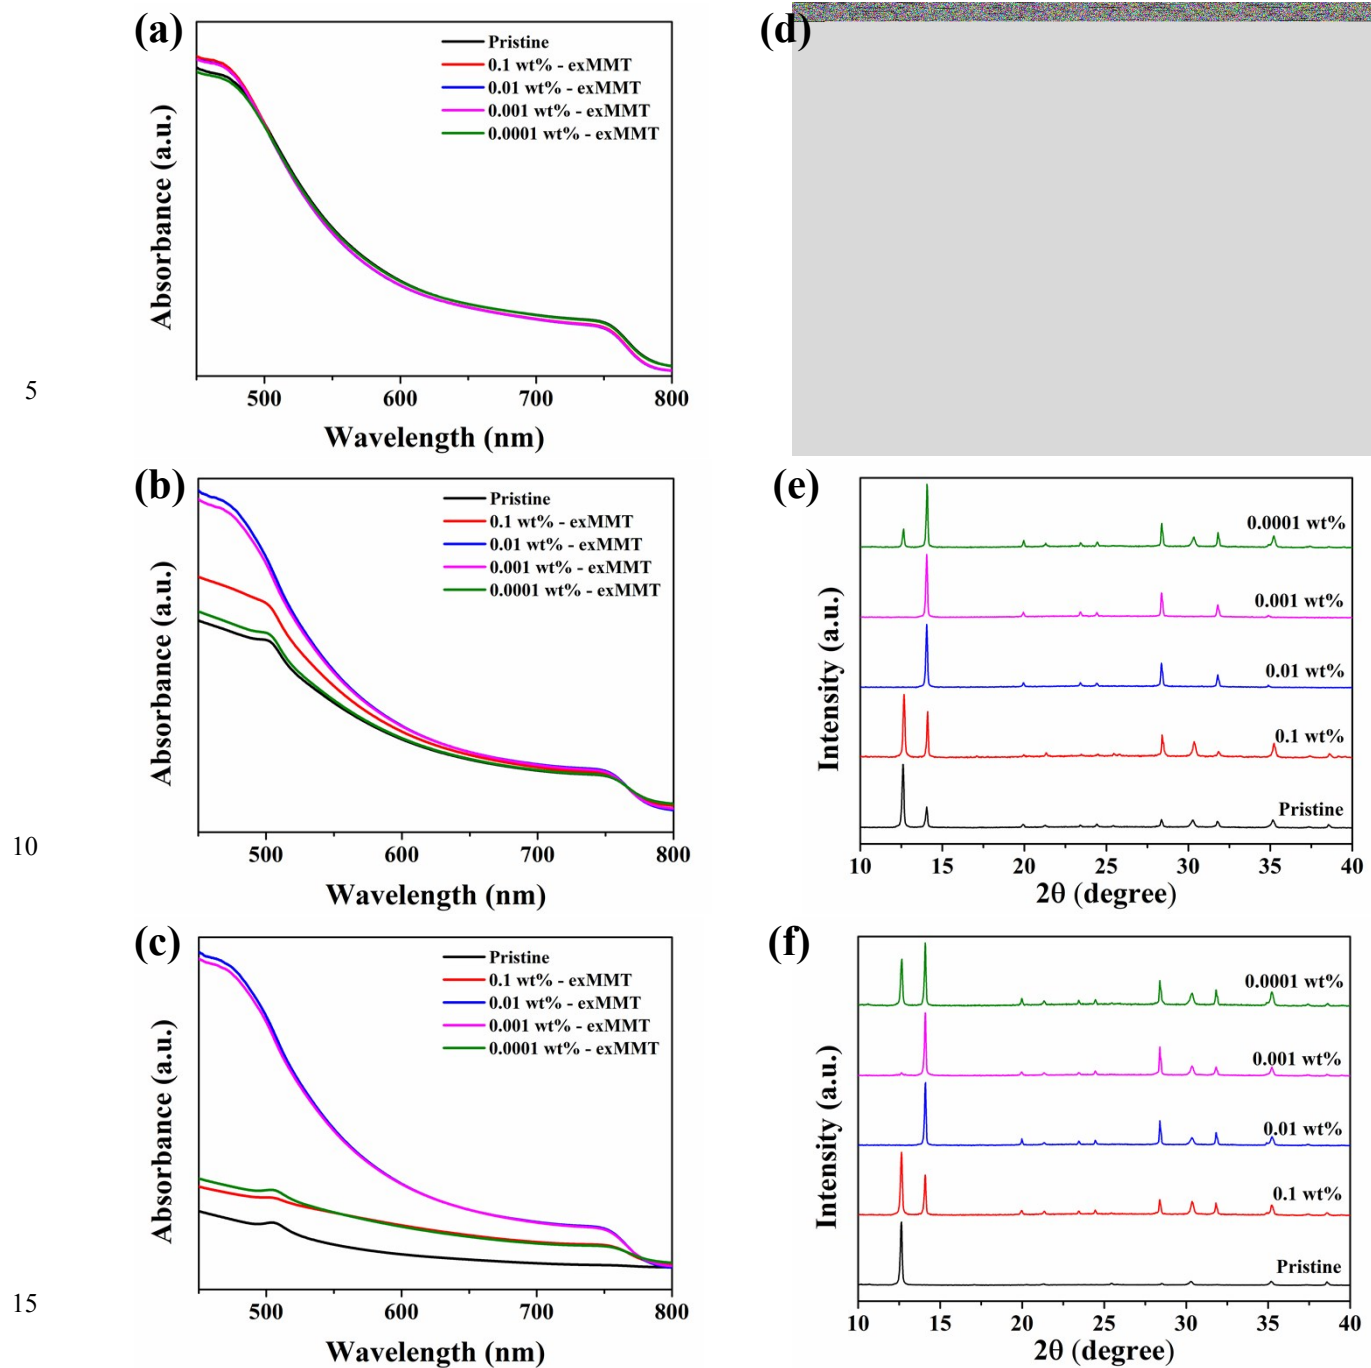 (a)
Pristine
0.1 wt% - exMMT
0.01 wt% - exMMT
0.001 wt% - exMMT
0.0001 wt% - exMMT
Absorbance (a.u.)
500 600 700 800
Wavelength (nm)
(d)
5
(b)
Pristine
0.1 wt% - exMMT
0.01 wt% - exMMT
0.001 wt% - exMMT
0.0001 wt% - exMMT
Absorbance (a.u.)
500 600 700 800
Wavelength (nm)
(e)
0.0001 wt%
0.001 wt%
0.01 wt%
0.1 wt%
Pristine
Intensity (a.u.)
10 15 20 25 30 35 40
2θ (degree)
10
(c)
Pristine
0.1 wt% - exMMT
0.01 wt% - exMMT
0.001 wt% - exMMT
0.0001 wt% - exMMT
Absorbance (a.u.)
500 600 700 800
Wavelength (nm)
(f)
0.0001 wt%
0.001 wt%
0.01 wt%
0.1 wt%
Pristine
Intensity (a.u.)
10 15 20 25 30 35 40
2θ (degree)
15